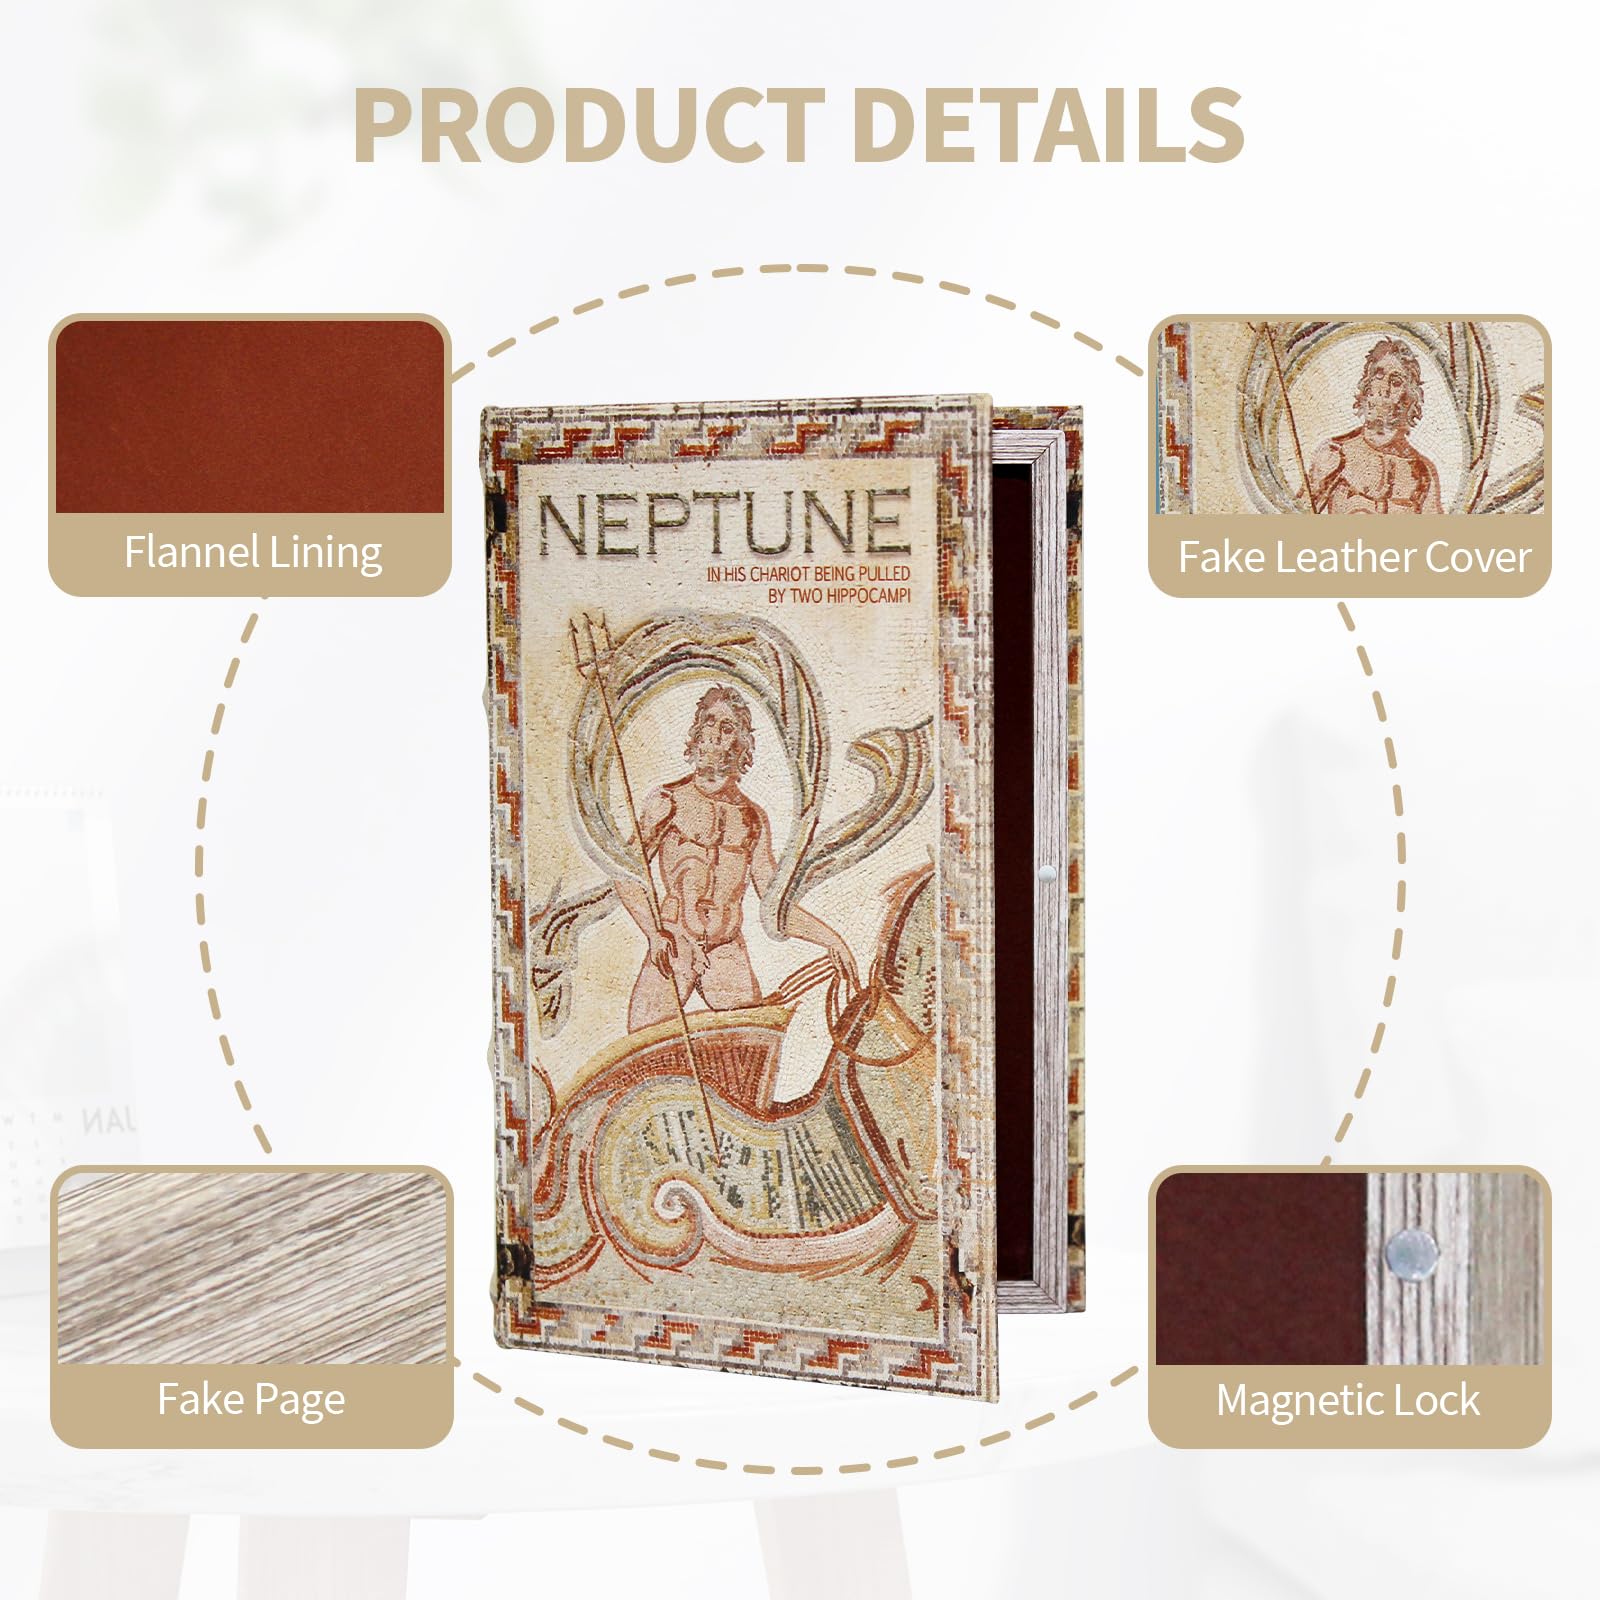 PRODUCT DETAILS
Flannel Lining
Fake Leather Cover
NEPTUNE
IN HIS CHARIOT BEING PULLED
BY TWO HIPPOCAMPI
Fake Page
Magnetic Lock
JAN